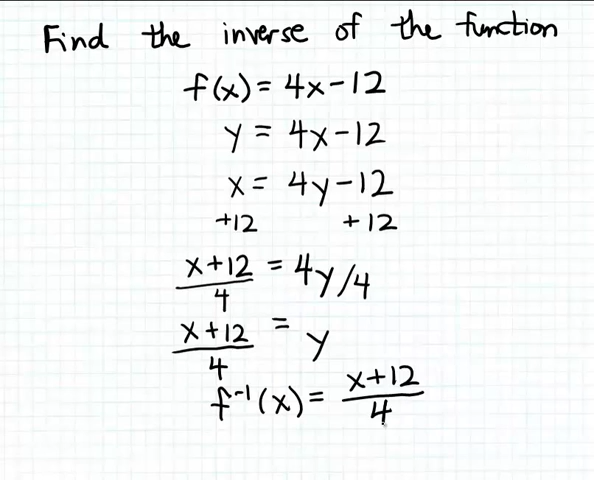 Find the inverse of the function
f(x) = 4x-12
y = 4x-12
x = 4y-12
+12 +12
x+12/4 = 4y/4
x+12/4 = y
f⁻¹(x) = x+12/4